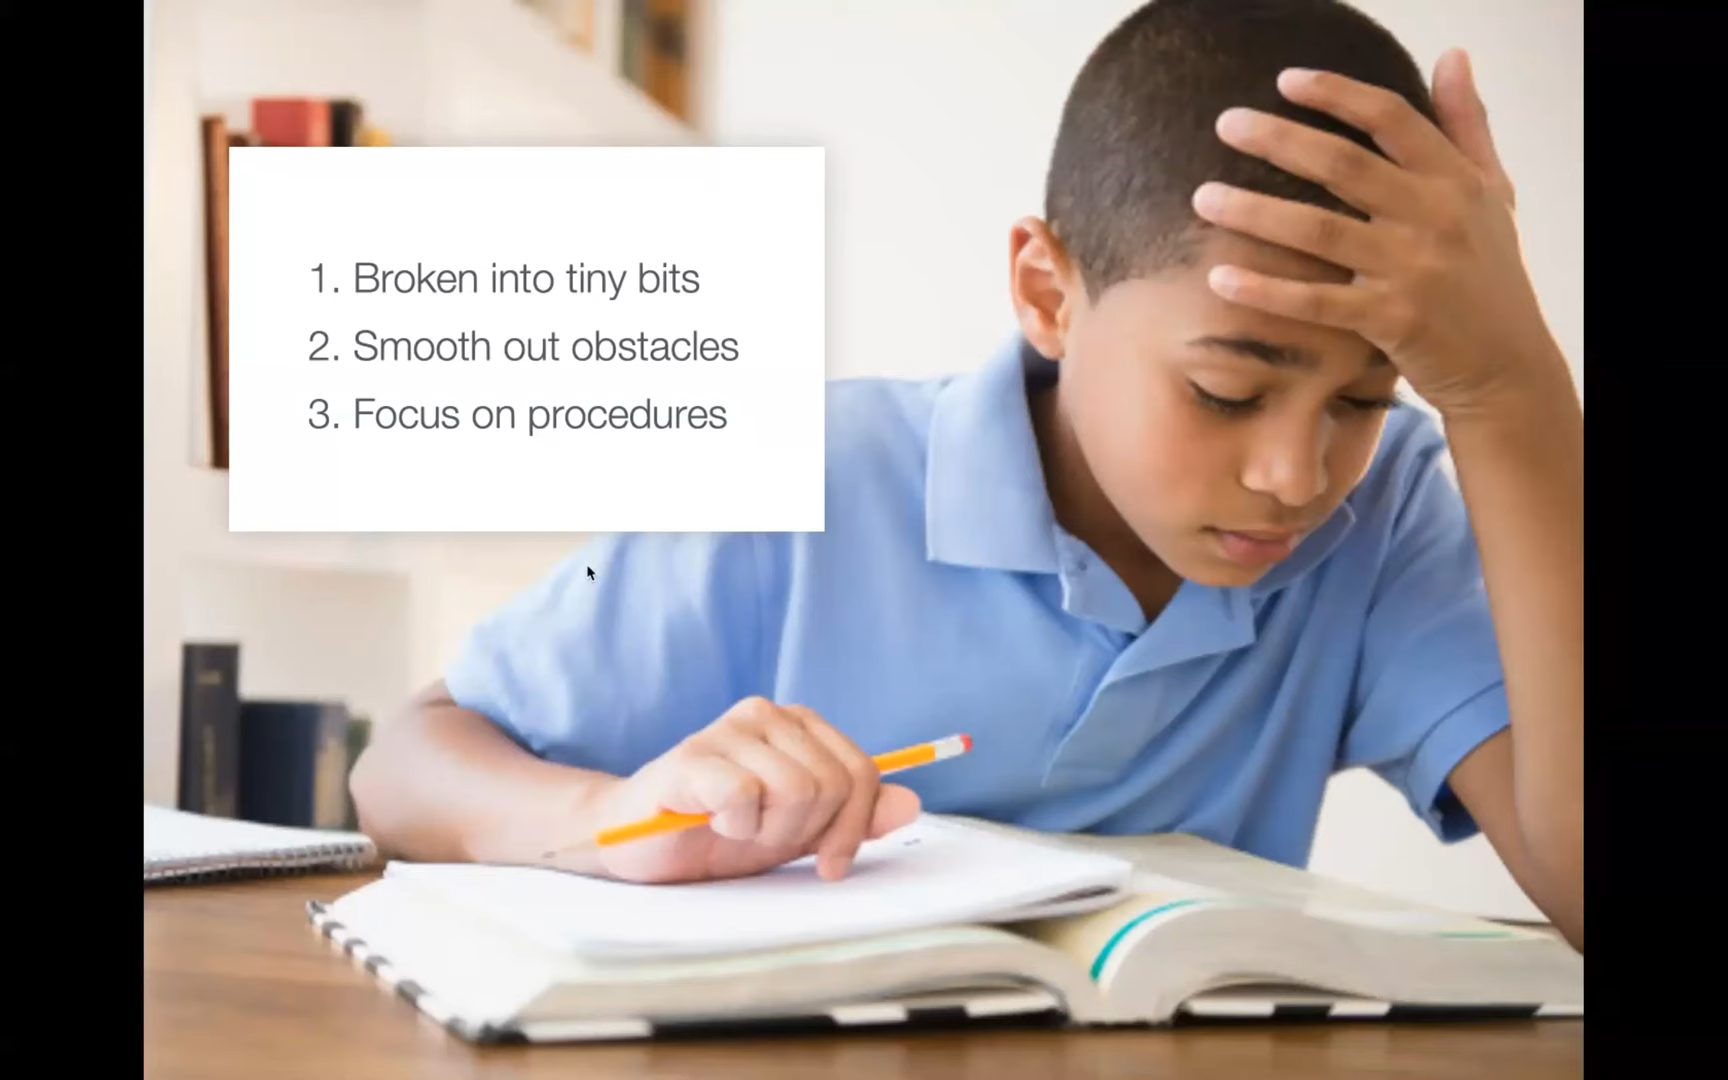 1. Broken into tiny bits
2. Smooth out obstacles
3. Focus on procedures